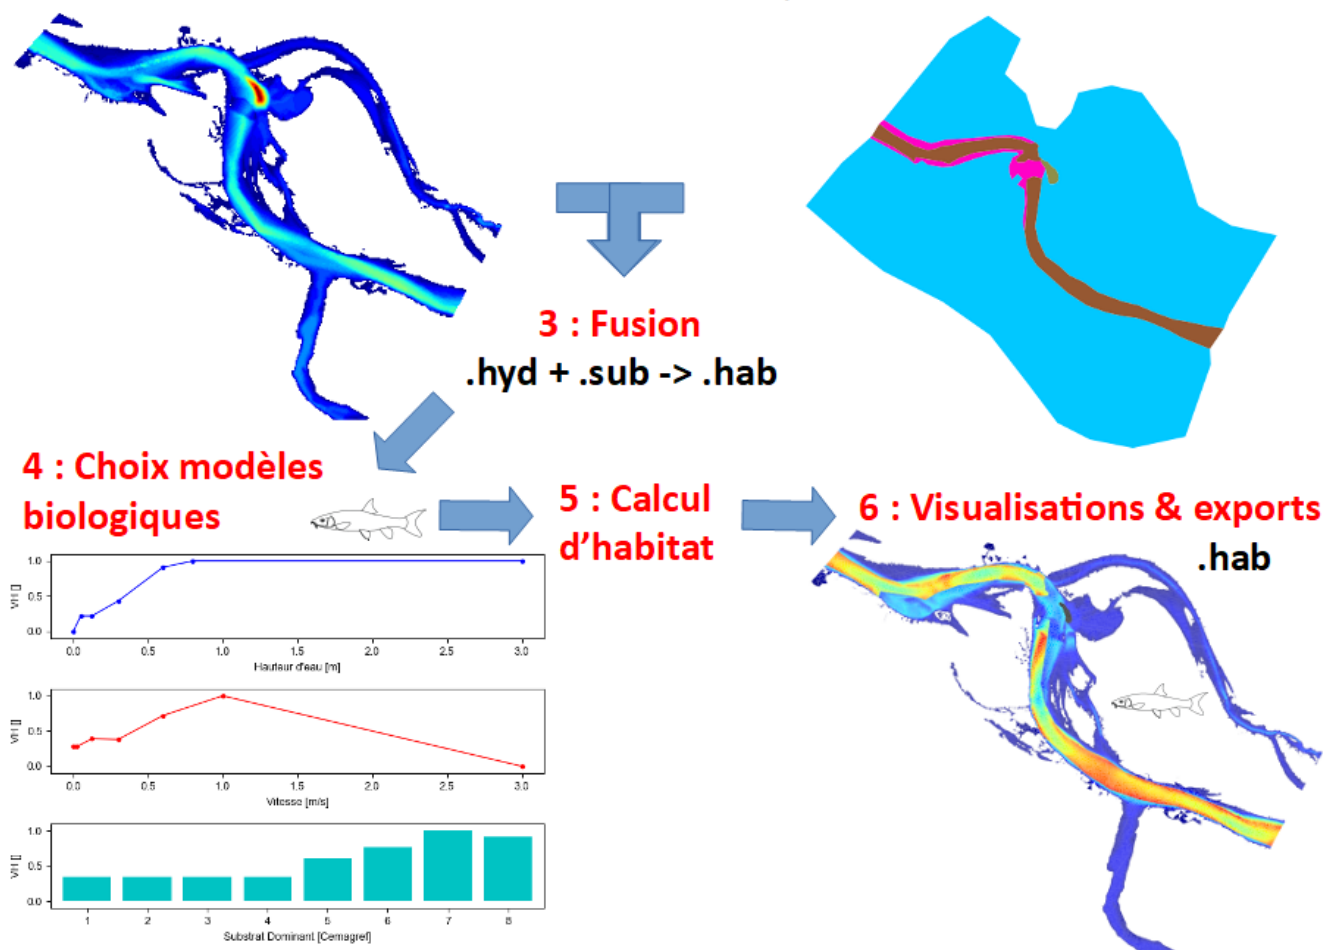 3 : Fusion
.hyd + .sub -> .hab
4 : Choix modèles
biologiques
5 : Calcul
d'habitat
6 : Visualisations & exports
.hab
VH []
1.0
0.5
0.0
0.0 0.5 1.0 1.5 2.0 2.5 3.0
Hauteur d'eau [m]
VH []
1.0
0.5
0.0
0.0 0.5 1.0 1.5 2.0 2.5 3.0
Vitesse [m/s]
VH []
1.0
0.5
0.0
1 2 3 4 5 6 7 8
Substrat Dominant [Cemagref]